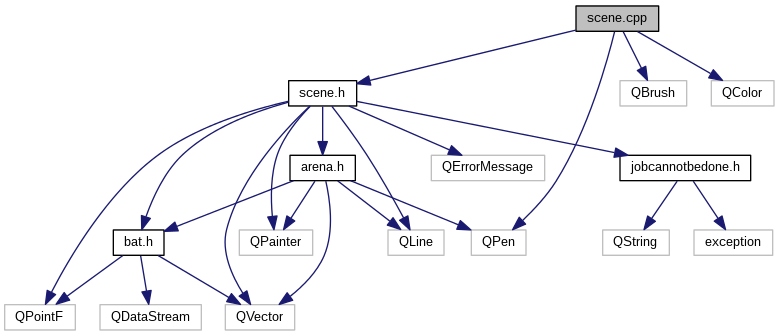 scene.cpp
scene.h
QBrush
QColor
arena.h
QErrorMessage
jobcannotbedone.h
bat.h
QPainter
QLine
QPen
QString
exception
QPointF
QDataStream
QVector